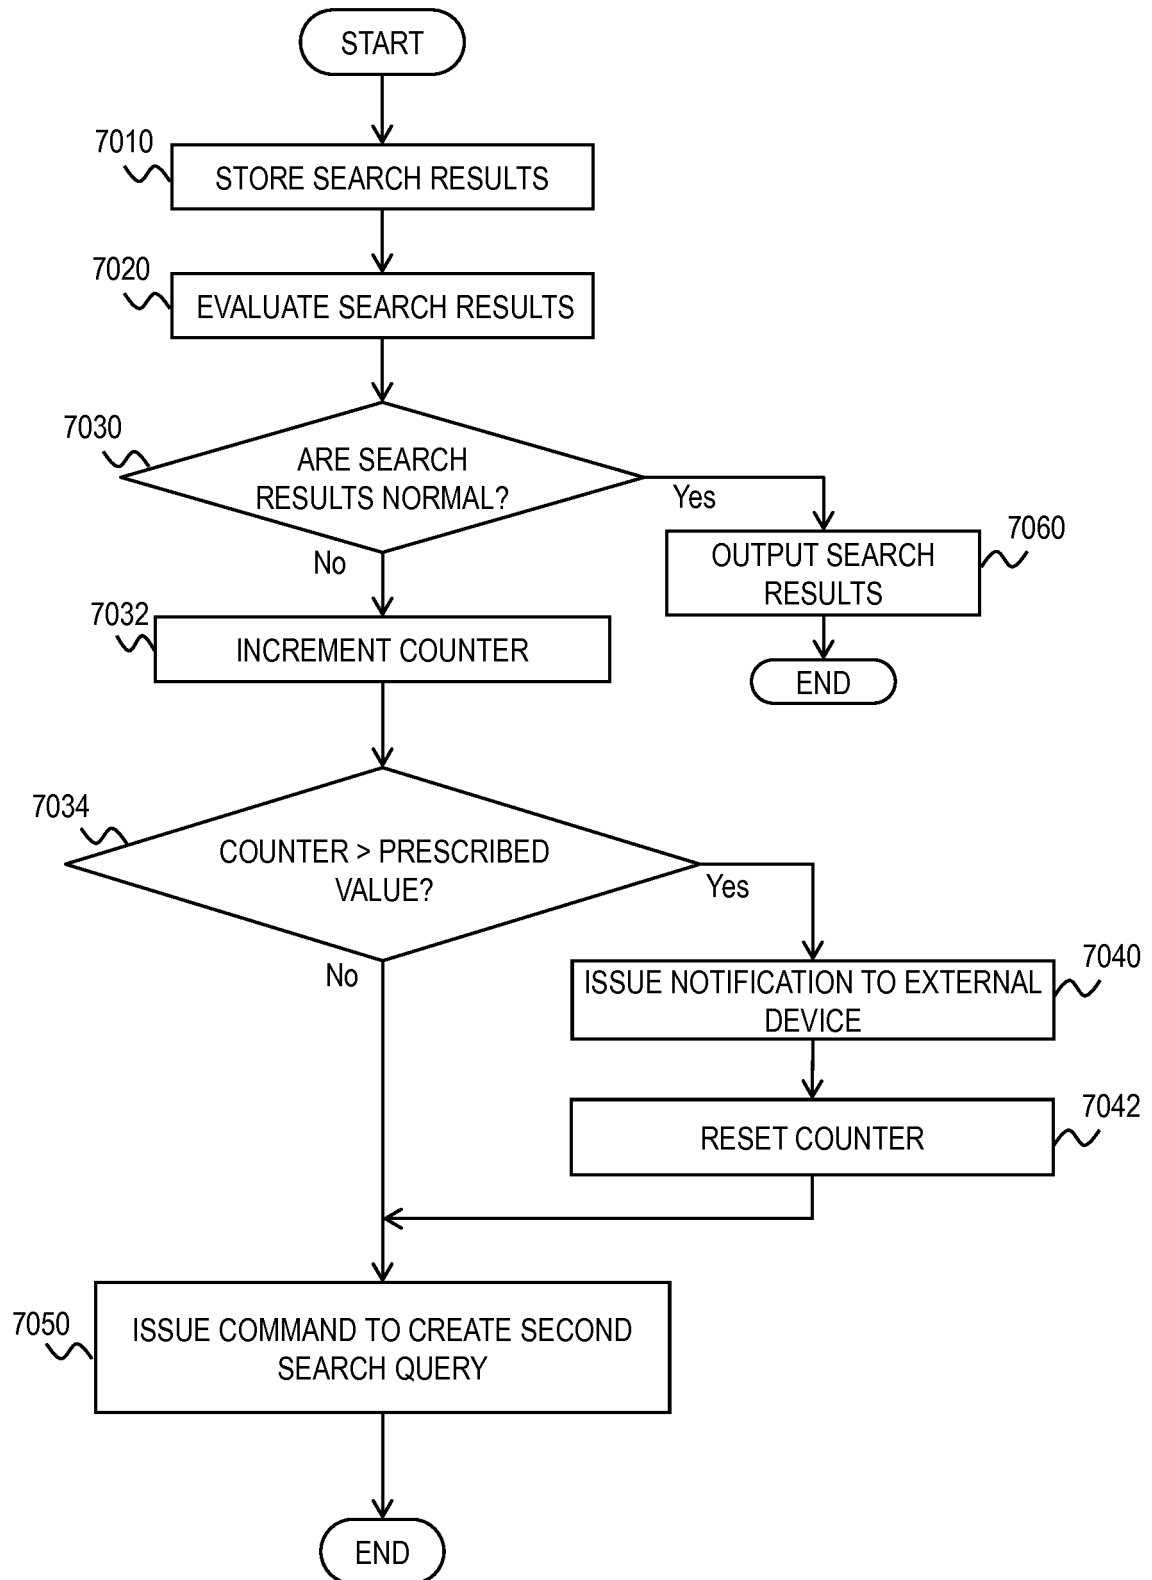 START
7010
STORE SEARCH RESULTS
7020
EVALUATE SEARCH RESULTS
7030
ARE SEARCH
RESULTS NORMAL?
Yes
No
7060
OUTPUT SEARCH
RESULTS
END
7032
INCREMENT COUNTER
7034
COUNTER > PRESCRIBED
VALUE?
Yes
No
7040
ISSUE NOTIFICATION TO EXTERNAL
DEVICE
7042
RESET COUNTER
7050
ISSUE COMMAND TO CREATE SECOND
SEARCH QUERY
END